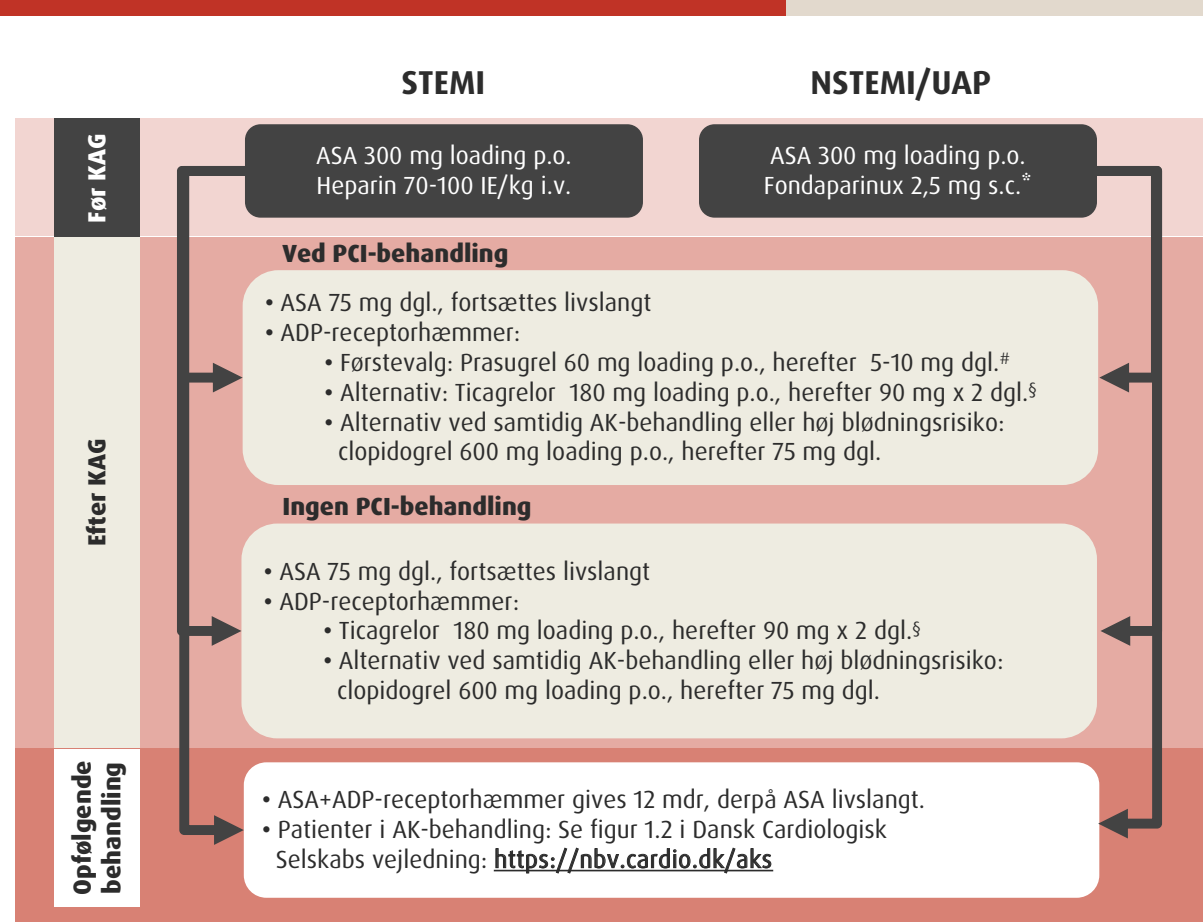 STEMI
NSTEMI/UAP
Før KAG
ASA 300 mg loading p.o.
Heparin 70-100 IE/kg i.v.
ASA 300 mg loading p.o.
Fondaparinux 2,5 mg s.c.*
Efter KAG
Ved PCI-behandling
• ASA 75 mg dgl., fortsættes livslangt
• ADP-receptorhæmmer:
• Førstevalg: Prasugrel 60 mg loading p.o., herefter 5-10 mg dgl.#
• Alternativ: Ticagrelor 180 mg loading p.o., herefter 90 mg x 2 dgl.§
• Alternativ ved samtidig AK-behandling eller høj blødningsrisiko:
clopidogrel 600 mg loading p.o., herefter 75 mg dgl.
Ingen PCI-behandling
• ASA 75 mg dgl., fortsættes livslangt
• ADP-receptorhæmmer:
• Ticagrelor 180 mg loading p.o., herefter 90 mg x 2 dgl.§
• Alternativ ved samtidig AK-behandling eller høj blødningsrisiko:
clopidogrel 600 mg loading p.o., herefter 75 mg dgl.
Opfølgende
behandling
• ASA+ADP-receptorhæmmer gives 12 mdr, derpå ASA livslangt.
• Patienter i AK-behandling: Se figur 1.2 i Dansk Cardiologisk
Selskabs vejledning: https://nbv.cardio.dk/aks